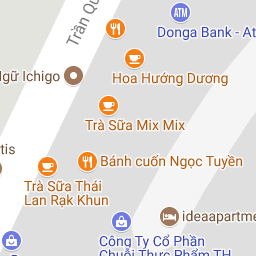 Trần Qu
Donga Bank - At
Hoa Hướng Dương
Ngữ Ichigo
Trà Sữa Mix Mix
tis
Bánh cuốn Ngọc Tuyền
Trà Sữa Thái
Lan Rạk Khun
ideaapartme
Công Ty Cổ Phần
Chuỗi Thực Phẩm TH